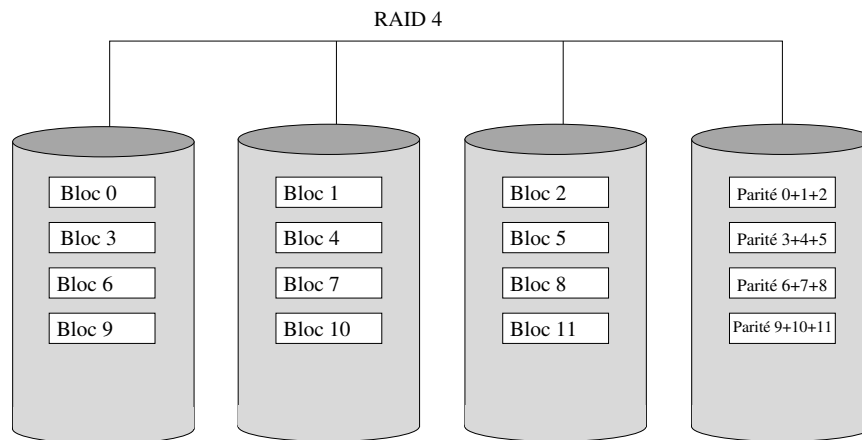 RAID 4
Bloc 0
Bloc 1
Bloc 2
Parité 0+1+2
Bloc 3
Bloc 4
Bloc 5
Parité 3+4+5
Bloc 6
Bloc 7
Bloc 8
Parité 6+7+8
Bloc 9
Bloc 10
Bloc 11
Parité 9+10+11